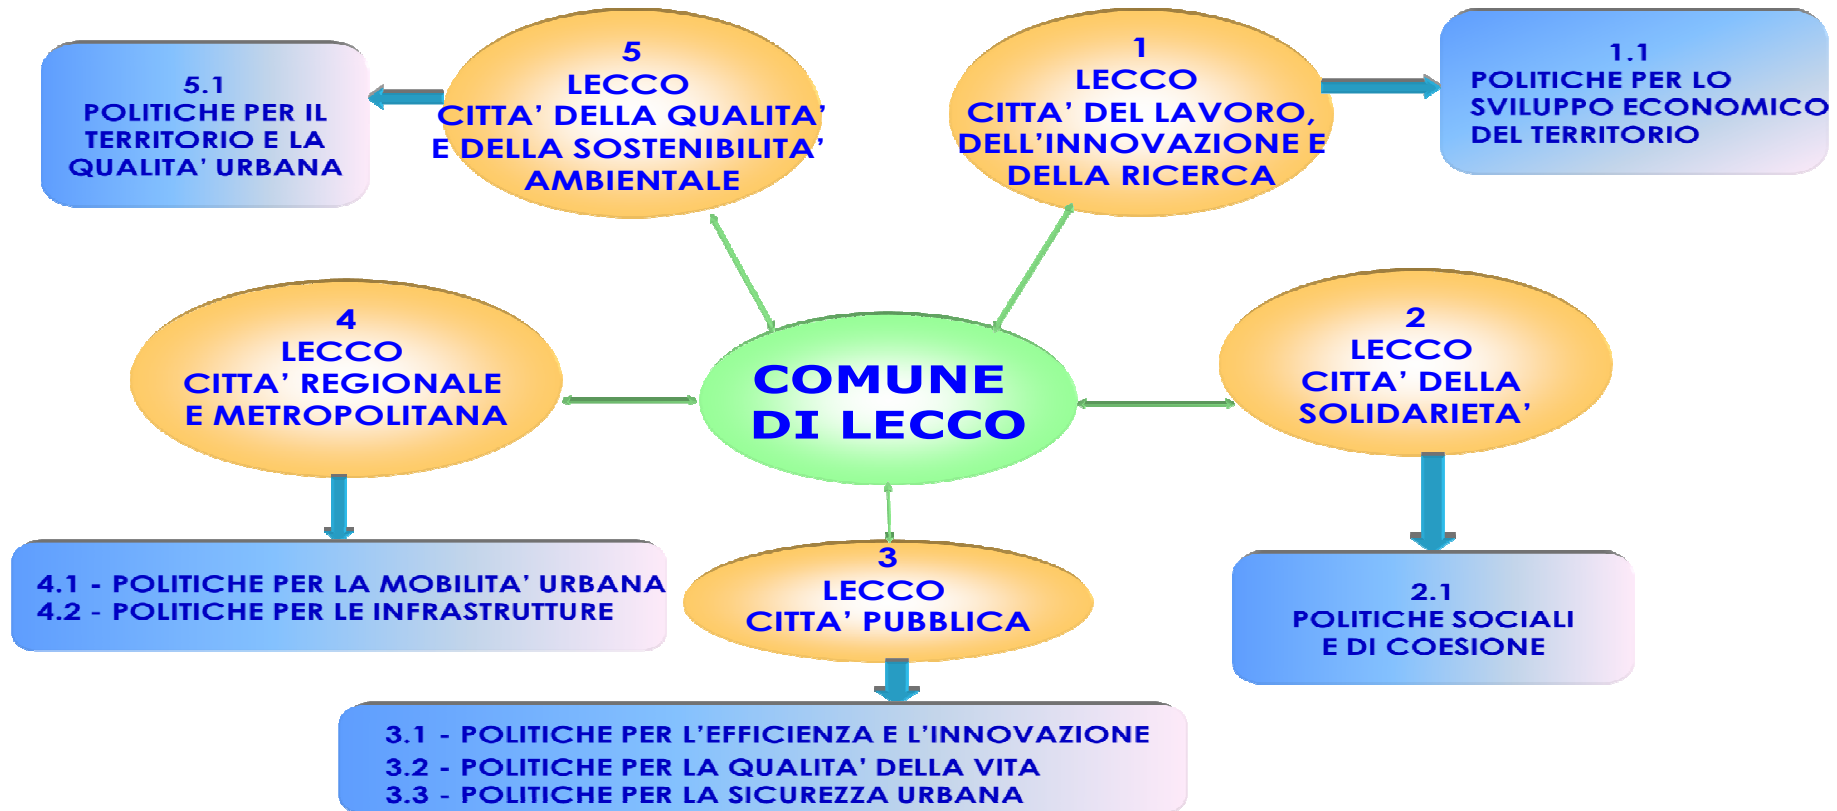 5
LECCO
CITTA' DELLA QUALITA'
E DELLA SOSTENIBILITA'
AMBIENTALE
1
LECCO
CITTA' DEL LAVORO,
DELL'INNOVAZIONE E
DELLA RICERCA
5.1
POLITICHE PER IL
TERRITORIO E LA
QUALITA' URBANA
1.1
POLITICHE PER LO
SVILUPPO ECONOMICO
DEL TERRITORIO
4
LECCO
CITTA' REGIONALE
E METROPOLITANA
COMUNE
DI LECCO
2
LECCO
CITTA' DELLA
SOLIDARIETA'
4.1 - POLITICHE PER LA MOBILITA' URBANA
4.2 - POLITICHE PER LE INFRASTRUTTURE
3
LECCO
CITTA' PUBBLICA
2.1
POLITICHE SOCIALI
E DI COESIONE
3.1 - POLITICHE PER L'EFFICIENZA E L'INNOVAZIONE
3.2 - POLITICHE PER LA QUALITA' DELLA VITA
3.3 - POLITICHE PER LA SICUREZZA URBANA